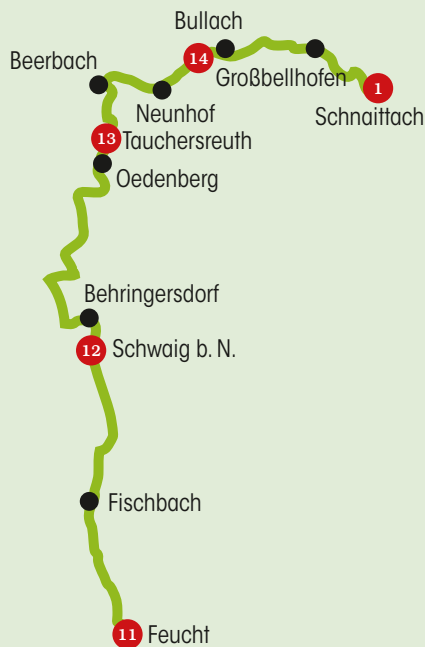 Bullach
14
Beerbach
Großbellhofen
1
Neunhof
Schnaittach
13 Tauchersreuth
Oedenberg
Behringersdorf
12 Schwaig b. N.
Fischbach
11 Feucht